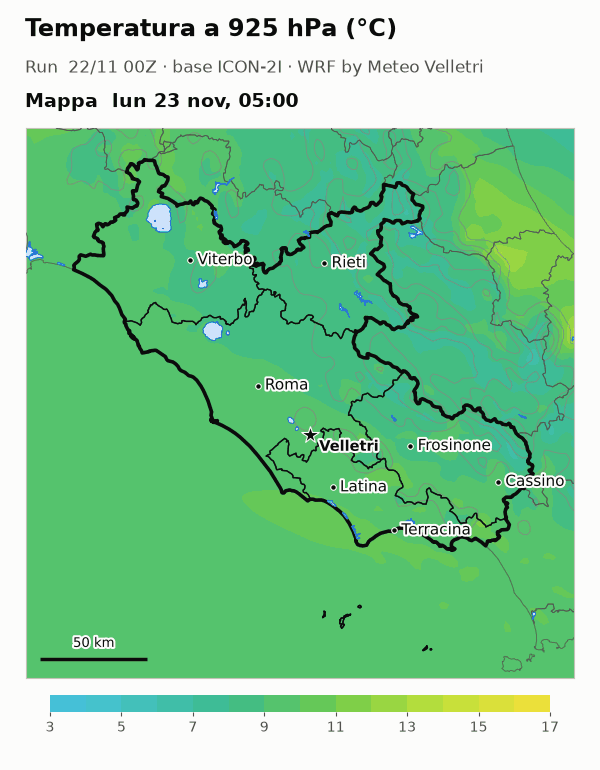 Temperatura a 925 hPa (°C)
Run  22/11 00Z · base ICON-2I · WRF by Meteo Velletri
Mappa  lun 23 nov, 05:00
Viterbo
Rieti
Roma
Velletri
Frosinone
Latina
Cassino
Terracina
50 km
3 5 7 9 11 13 15 17